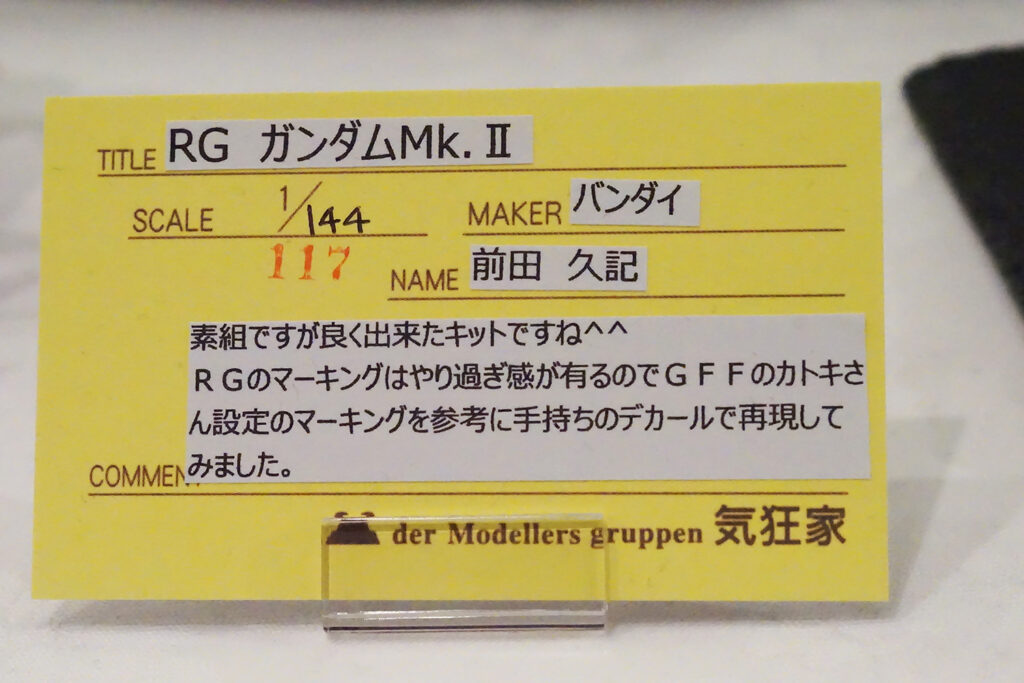 TITLE RG ガンダムMk.Ⅱ
SCALE 1/144 MAKER バンダイ
117
NAME 前田 久記
素組ですが良く出来たキットですね^^
ＲＧのマーキングはやり過ぎ感が有るのでＧＦＦのカトキさ
ん設定のマーキングを参考に手持ちのデカールで再現して
みました。
COMMENT
der Modellers gruppen 気狂家